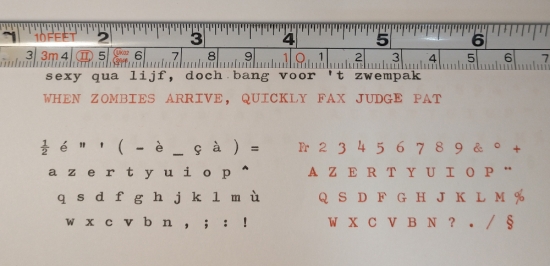 1 10FEET 2 3 4 5 6
3 3m 4 II 5 6 7 8 9 10 1 2 3 4 5 6 7
sexy qua lijf, doch bang voor 't zwempak
WHEN ZOMBIES ARRIVE, QUICKLY FAX JUDGE PAT
½ é " ' ( - è _ ç à ) = Fr 2 3 4 5 6 7 8 9 & ° +
a z e r t y u i o p ^ A Z E R T Y U I O P ¨
q s d f g h j k l m ù Q S D F G H J K L M %
w x c v b n , ; : ! W X C V B N ? . / §